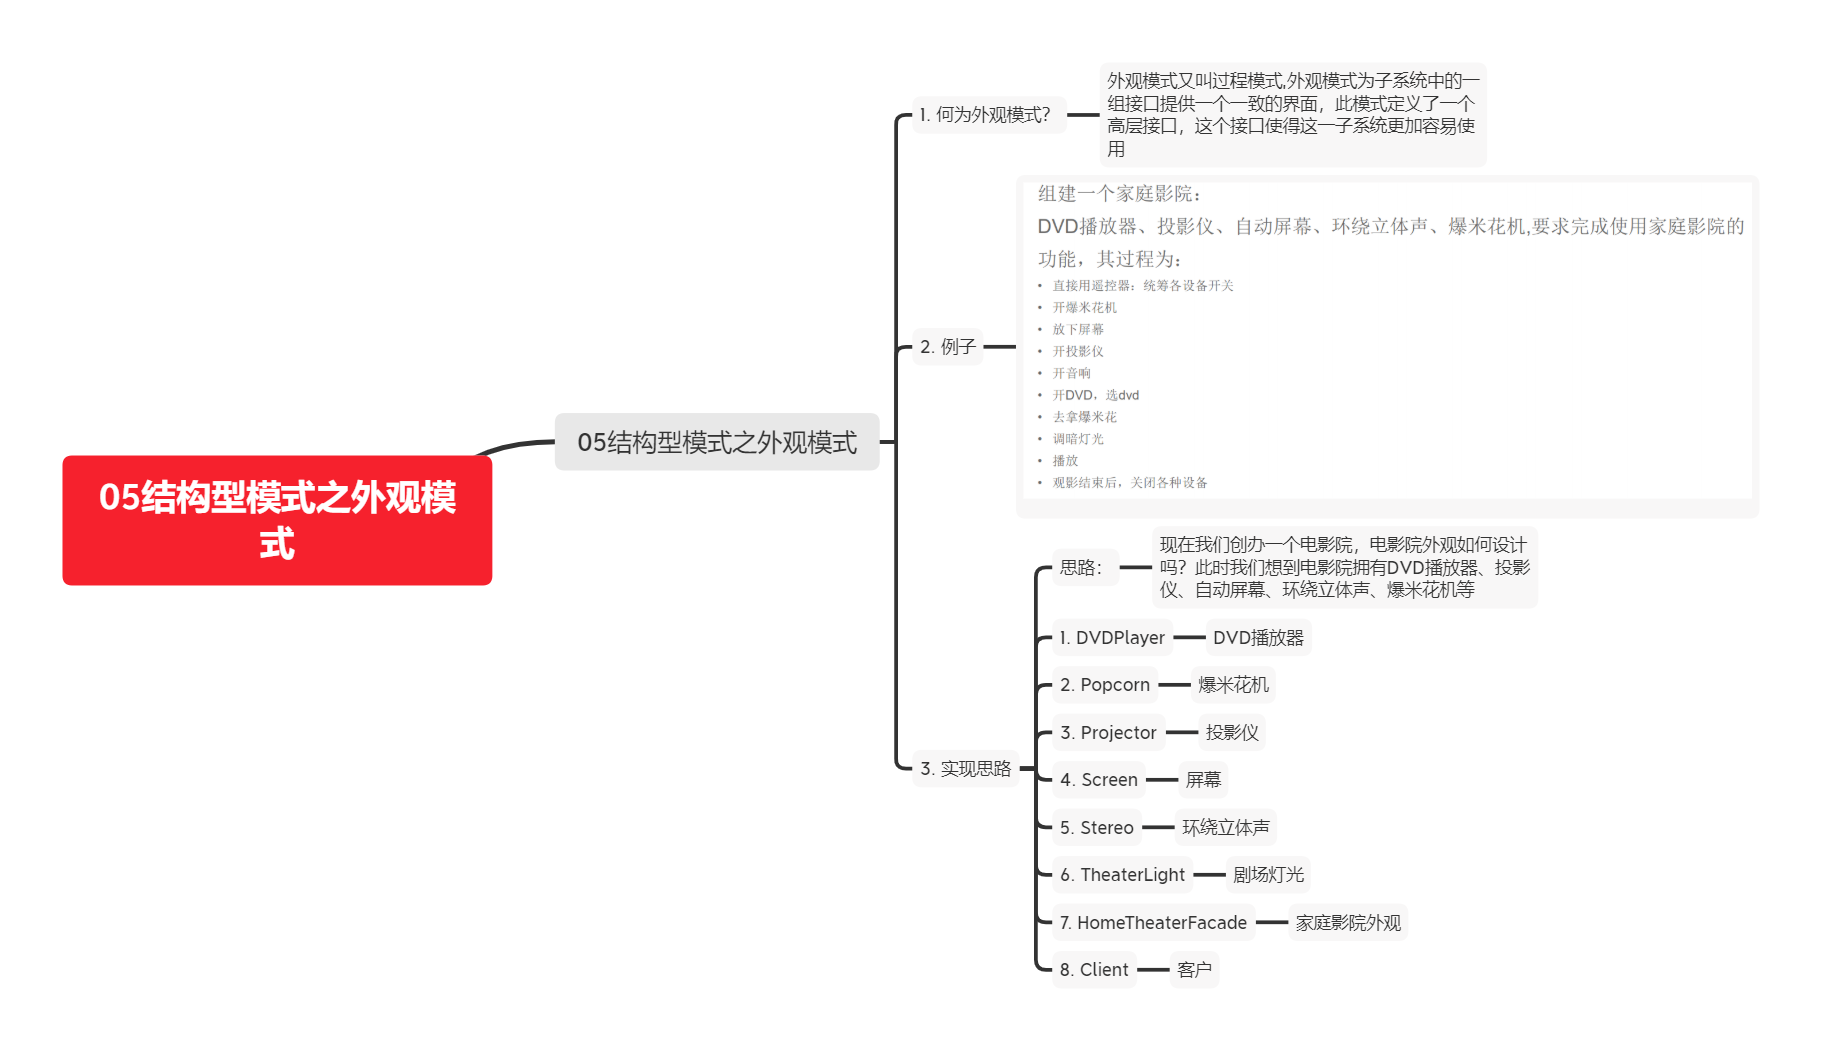 05结构型模式之外观模
式
05结构型模式之外观模式
1. 何为外观模式？
外观模式又叫过程模式,外观模式为子系统中的一
组接口提供一个一致的界面，此模式定义了一个
高层接口，这个接口使得这一子系统更加容易使
用
2. 例子
组建一个家庭影院：
DVD播放器、投影仪、自动屏幕、环绕立体声、爆米花机,要求完成使用家庭影院的
功能，其过程为：
• 直接用遥控器：统筹各设备开关
• 开爆米花机
• 放下屏幕
• 开投影仪
• 开音响
• 开DVD，选dvd
• 去拿爆米花
• 调暗灯光
• 播放
• 观影结束后，关闭各种设备
3. 实现思路
思路：
现在我们创办一个电影院，电影院外观如何设计
吗？此时我们想到电影院拥有DVD播放器、投影
仪、自动屏幕、环绕立体声、爆米花机等
1. DVDPlayer
DVD播放器
2. Popcorn
爆米花机
3. Projector
投影仪
4. Screen
屏幕
5. Stereo
环绕立体声
6. TheaterLight
剧场灯光
7. HomeTheaterFacade
家庭影院外观
8. Client
客户